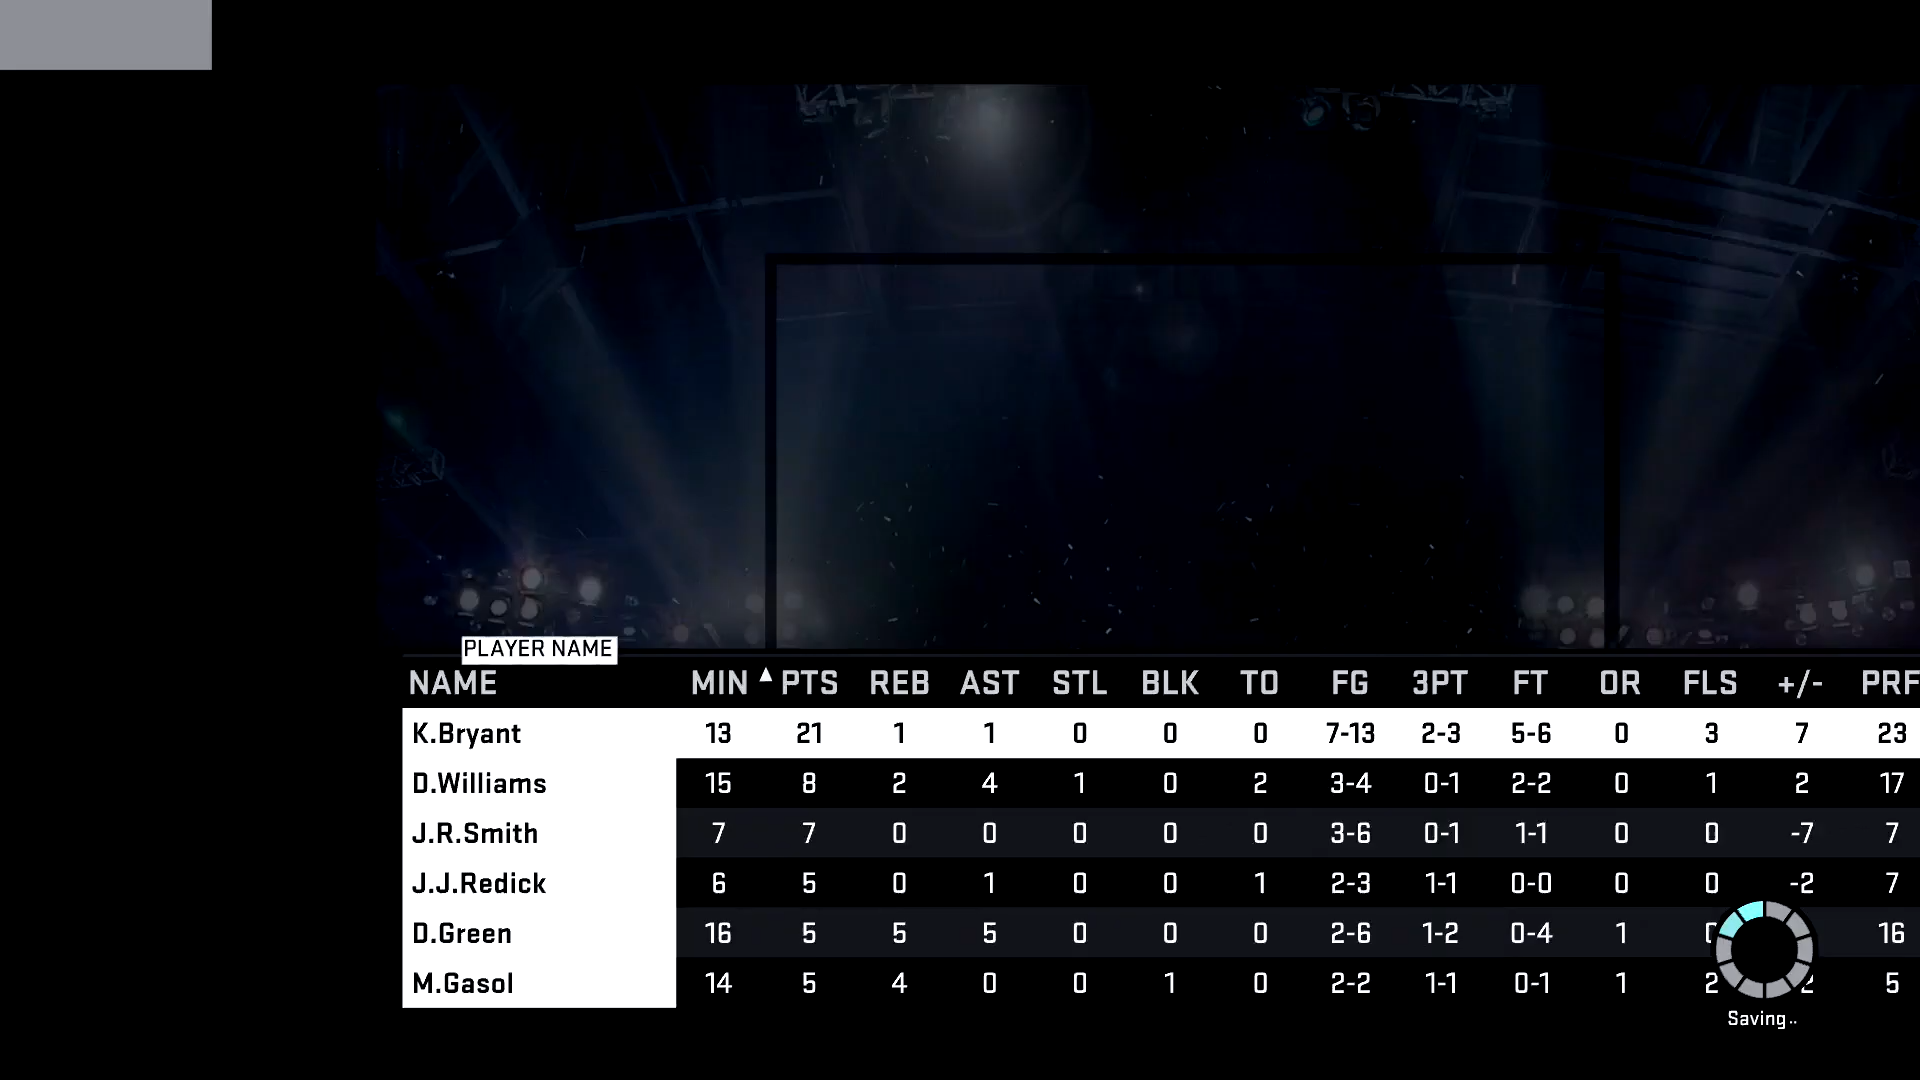 PLAYER NAME
NAME MIN ▲ PTS REB AST STL BLK TO FG 3PT FT OR FLS +/- PRF
K.Bryant 13 21 1 1 0 0 0 7-13 2-3 5-6 0 3 7 23
D.Williams 15 8 2 4 1 0 2 3-4 0-1 2-2 0 1 2 17
J.R.Smith 7 7 0 0 0 0 0 3-6 0-1 1-1 0 0 -7 7
J.J.Redick 6 5 0 1 0 0 1 2-3 1-1 0-0 0 0 -2 7
D.Green 16 5 5 5 0 0 0 2-6 1-2 0-4 1 16
M.Gasol 14 5 4 0 0 1 0 2-2 1-1 0-1 1 2 5
Saving..